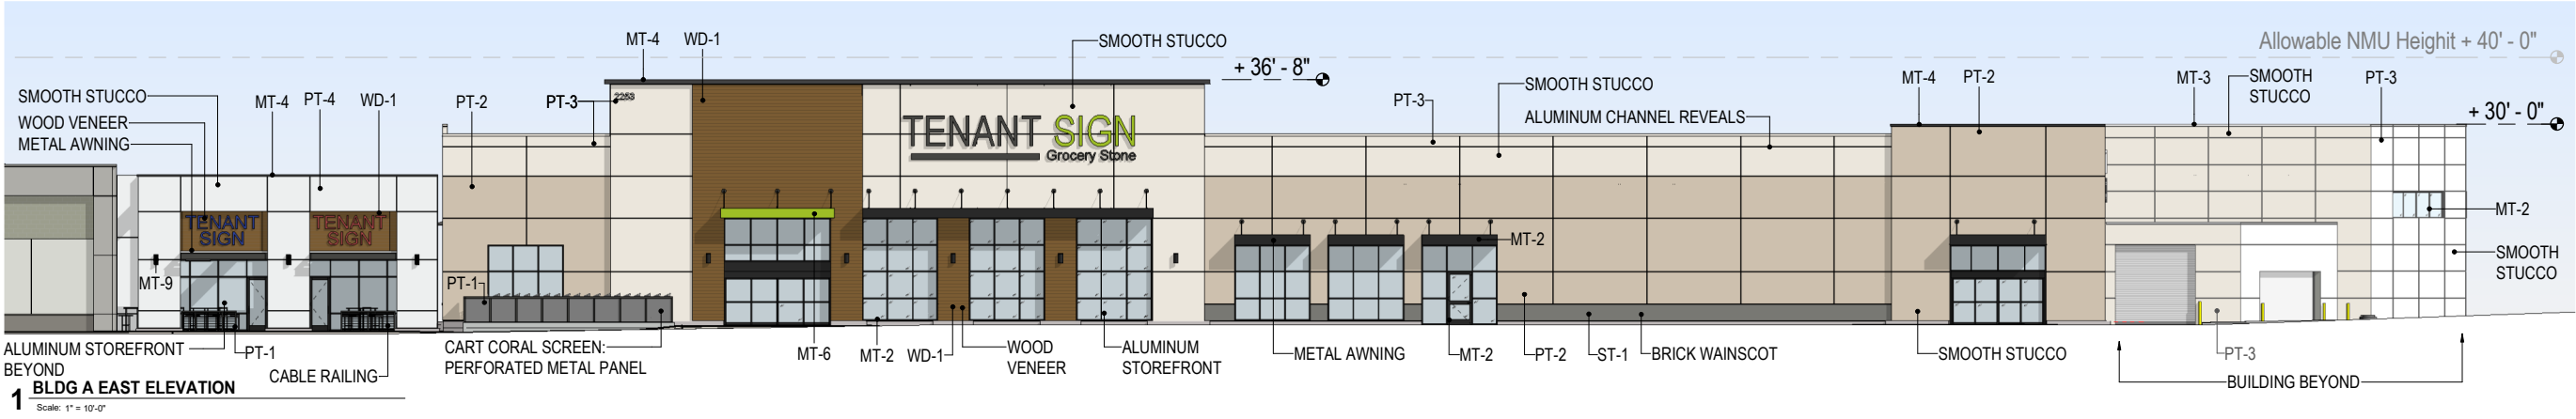 Allowable NMU Heighit + 40' - 0"
MT-4
WD-1
SMOOTH STUCCO
+ 36' - 8"
SMOOTH STUCCO
MT-4
PT-2
MT-3
SMOOTH
STUCCO
PT-3
SMOOTH STUCCO
MT-4
PT-4
WD-1
PT-2
PT-3
2253
PT-3
ALUMINUM CHANNEL REVEALS
+ 30' - 0"
WOOD VENEER
METAL AWNING
TENANT SIGN
Grocery Stone
TENANT
SIGN
TENANT
SIGN
MT-2
MT-2
SMOOTH
STUCCO
MT-9
PT-1
ALUMINUM STOREFRONT
BEYOND
PT-1
CABLE RAILING
CART CORAL SCREEN:
PERFORATED METAL PANEL
MT-6
MT-2
WD-1
WOOD
VENEER
ALUMINUM
STOREFRONT
METAL AWNING
MT-2
PT-2
ST-1
BRICK WAINSCOT
SMOOTH STUCCO
PT-3
BUILDING BEYOND
1 BLDG A EAST ELEVATION
Scale: 1" = 10'-0"